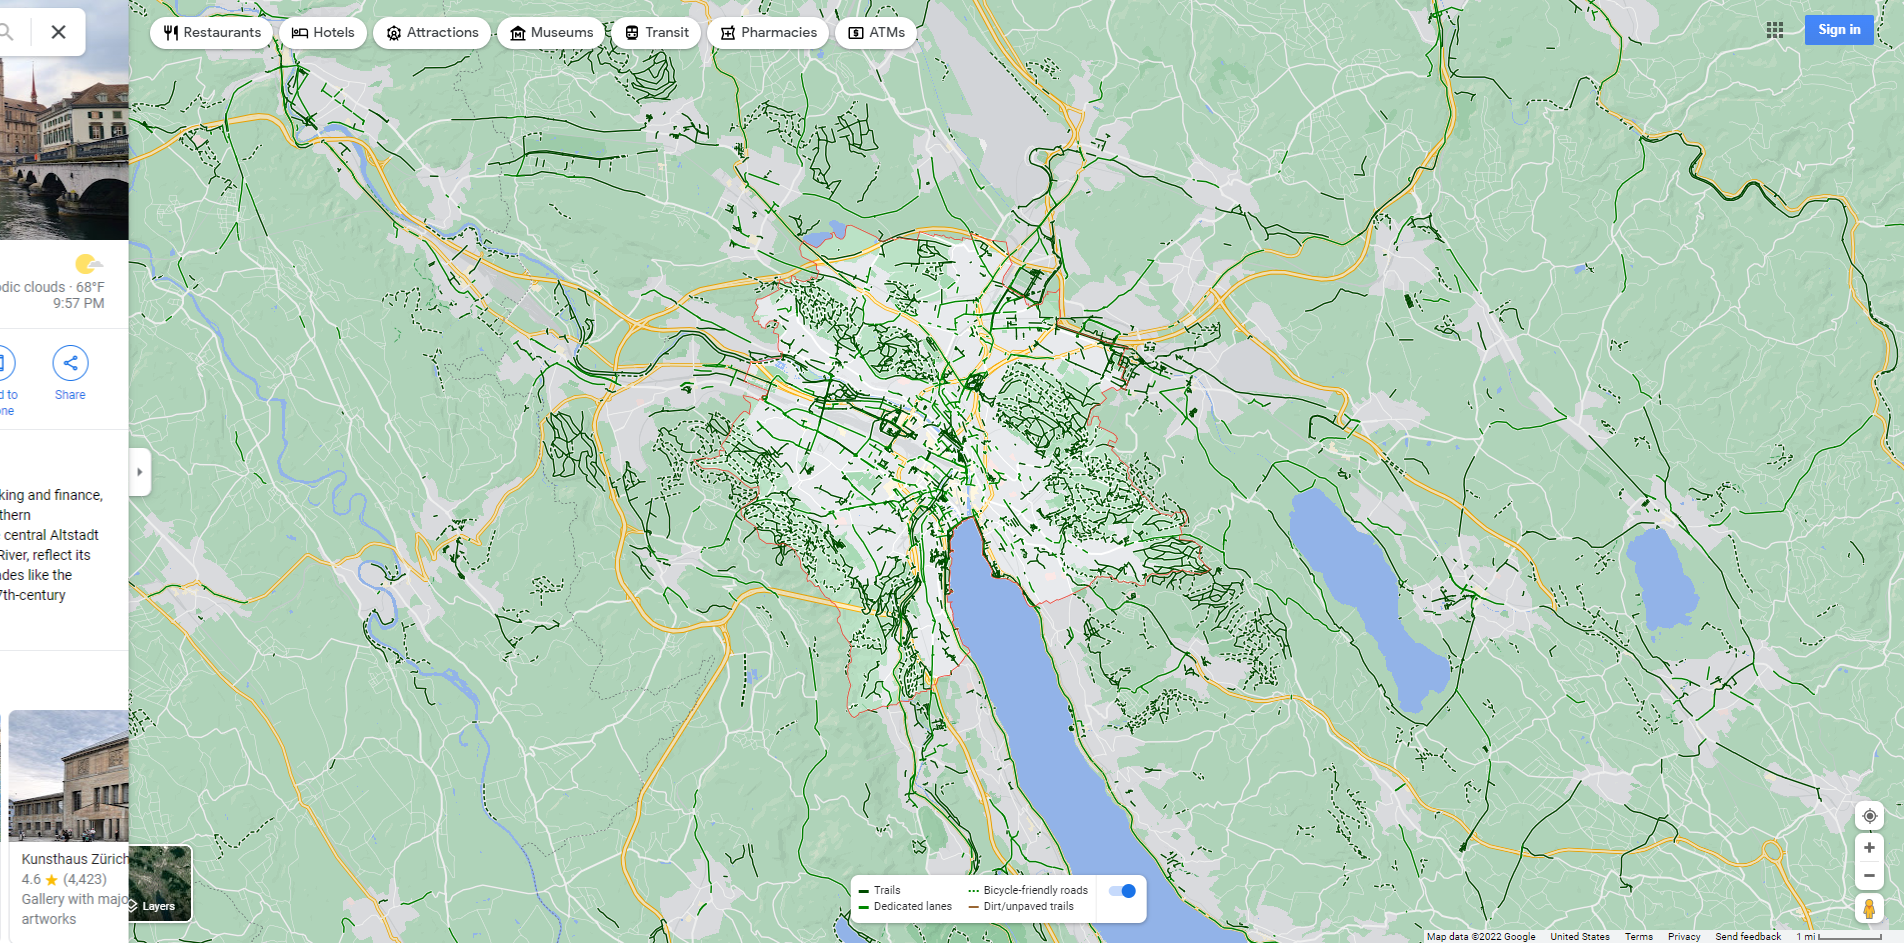 Restaurants
Hotels
Attractions
Museums
Transit
Pharmacies
ATMs
Sign in
odic clouds · 68°F
9:57 PM
d to
one
Share
king and finance,
thern
central Altstadt
River, reflect its
ades like the
7th-century
Kunsthaus Zürich
4.6 ★ (4,423)
Gallery with majo
artworks
Layers
Trails
Bicycle-friendly roads
Dedicated lanes
Dirt/unpaved trails
Map data ©2022 Google
United States
Terms
Privacy
Send feedback
1 mi